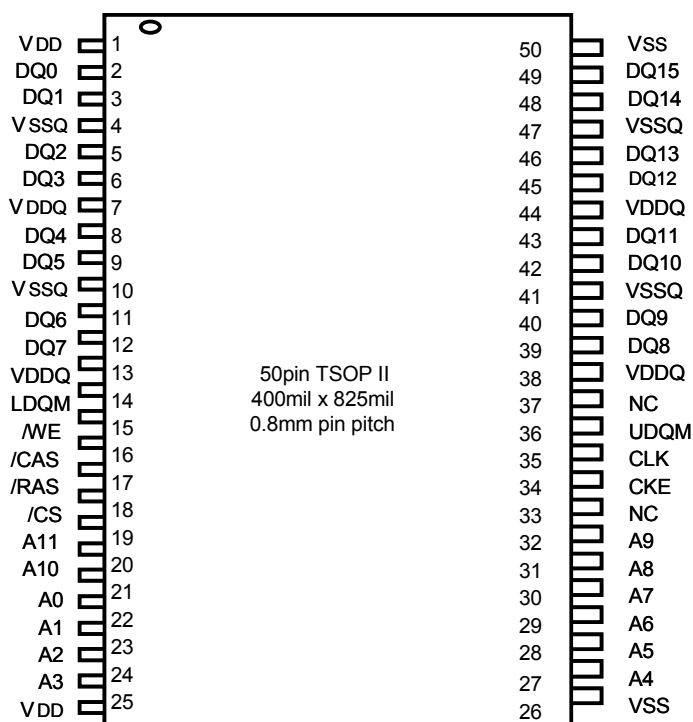 VDD 1 50 VSS
DQ0 2 49 DQ15
DQ1 3 48 DQ14
VSSQ 4 47 VSSQ
DQ2 5 46 DQ13
DQ3 6 45 DQ12
VDDQ 7 44 VDDQ
DQ4 8 43 DQ11
DQ5 9 42 DQ10
VSSQ 10 41 VSSQ
DQ6 11 40 DQ9
DQ7 12 39 DQ8
VDDQ 13 38 VDDQ
LDQM 14 37 NC
/WE 15 36 UDQM
/CAS 16 35 CLK
/RAS 17 34 CKE
/CS 18 33 NC
A11 19 32 A9
A10 20 31 A8
A0 21 30 A7
A1 22 29 A6
A2 23 28 A5
A3 24 27 A4
VDD 25 26 VSS
50pin TSOP II
400mil x 825mil
0.8mm pin pitch